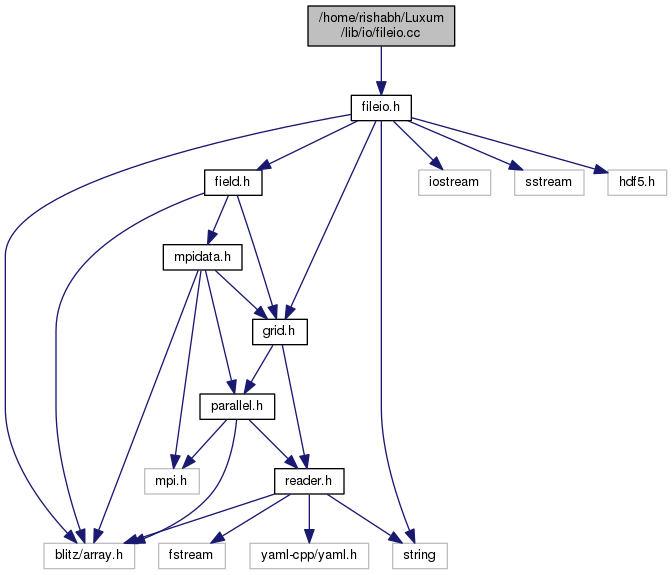 /home/rishabh/Luxum
/lib/io/fileio.cc
fileio.h
field.h
iostream
sstream
hdf5.h
mpidata.h
grid.h
parallel.h
mpi.h
reader.h
blitz/array.h
fstream
yaml-cpp/yaml.h
string